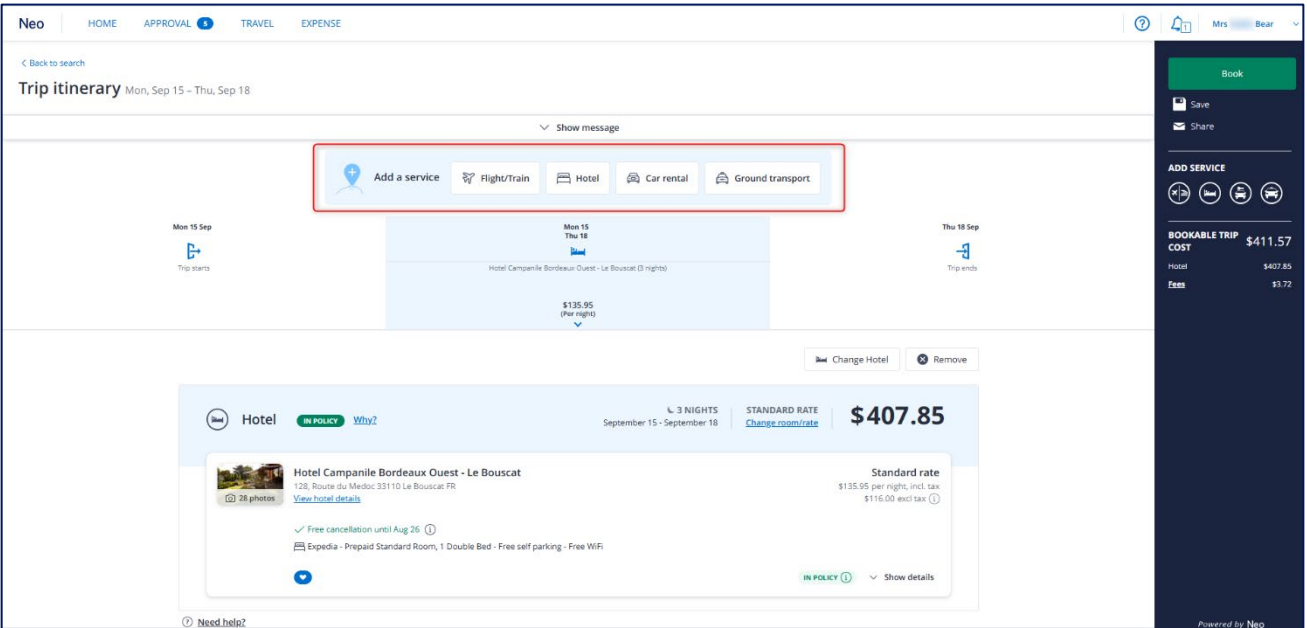 Neo HOME APPROVAL 5 TRAVEL EXPENSE 1 Mrs Bear
Back to search
Trip itinerary Mon, Sep 15 – Thu, Sep 18
Show message
Add a service Flight/Train Hotel Car rental Ground transport
Mon 15 Sep
Trip starts
Mon 15
Thu 18
Hotel Campanile Bordeaux Ouest - Le Bouscat (3 nights)
$135.95
(Per night)
Thu 18 Sep
Trip ends
Change Hotel Remove
Hotel IN POLICY Why?
3 NIGHTS
September 15 - September 18
STANDARD RATE
Change room/rate
$407.85
28 photos
Hotel Campanile Bordeaux Ouest - Le Bouscat
128, Route du Medoc 33110 Le Bouscat FR
View hotel details
Standard rate
$135.95 per night, incl. tax
$116.00 excl tax
Free cancellation until Aug 26
Expedia - Prepaid Standard Room, 1 Double Bed - Free self parking - Free WiFi
IN POLICY Show details
Need help?
Book
Save
Share
ADD SERVICE
BOOKABLE TRIP COST $411.57
Hotel $407.85
Fees $3.72
Powered by Neo